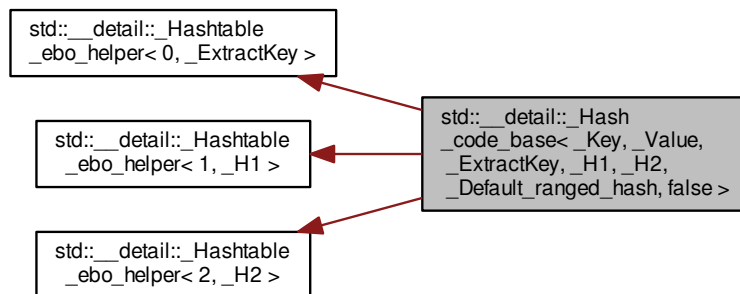 std::__detail::_Hashtable
_ebo_helper< 0, _ExtractKey >
std::__detail::_Hash
_code_base< _Key, _Value,
_ExtractKey, _H1, _H2,
_Default_ranged_hash, false >
std::__detail::_Hashtable
_ebo_helper< 1, _H1 >
std::__detail::_Hashtable
_ebo_helper< 2, _H2 >